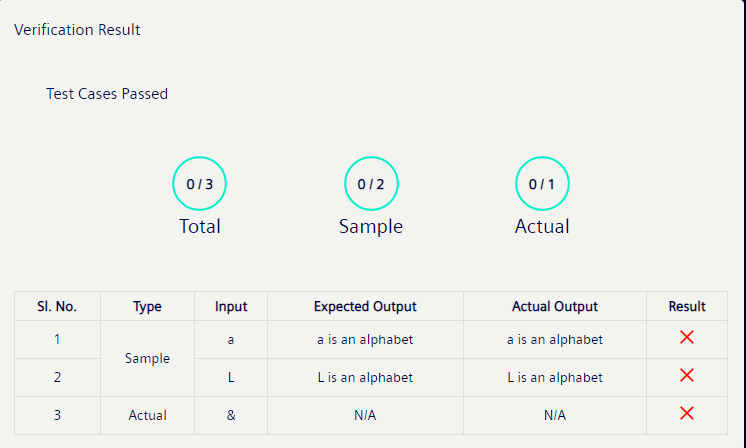 Verification Result
Test Cases Passed
0 / 3 0 / 2 0 / 1
Total Sample Actual
Sl. No. Type Input Expected Output Actual Output Result
1 Sample a a is an alphabet a is an alphabet
2 L L is an alphabet L is an alphabet
3 Actual & N/A N/A